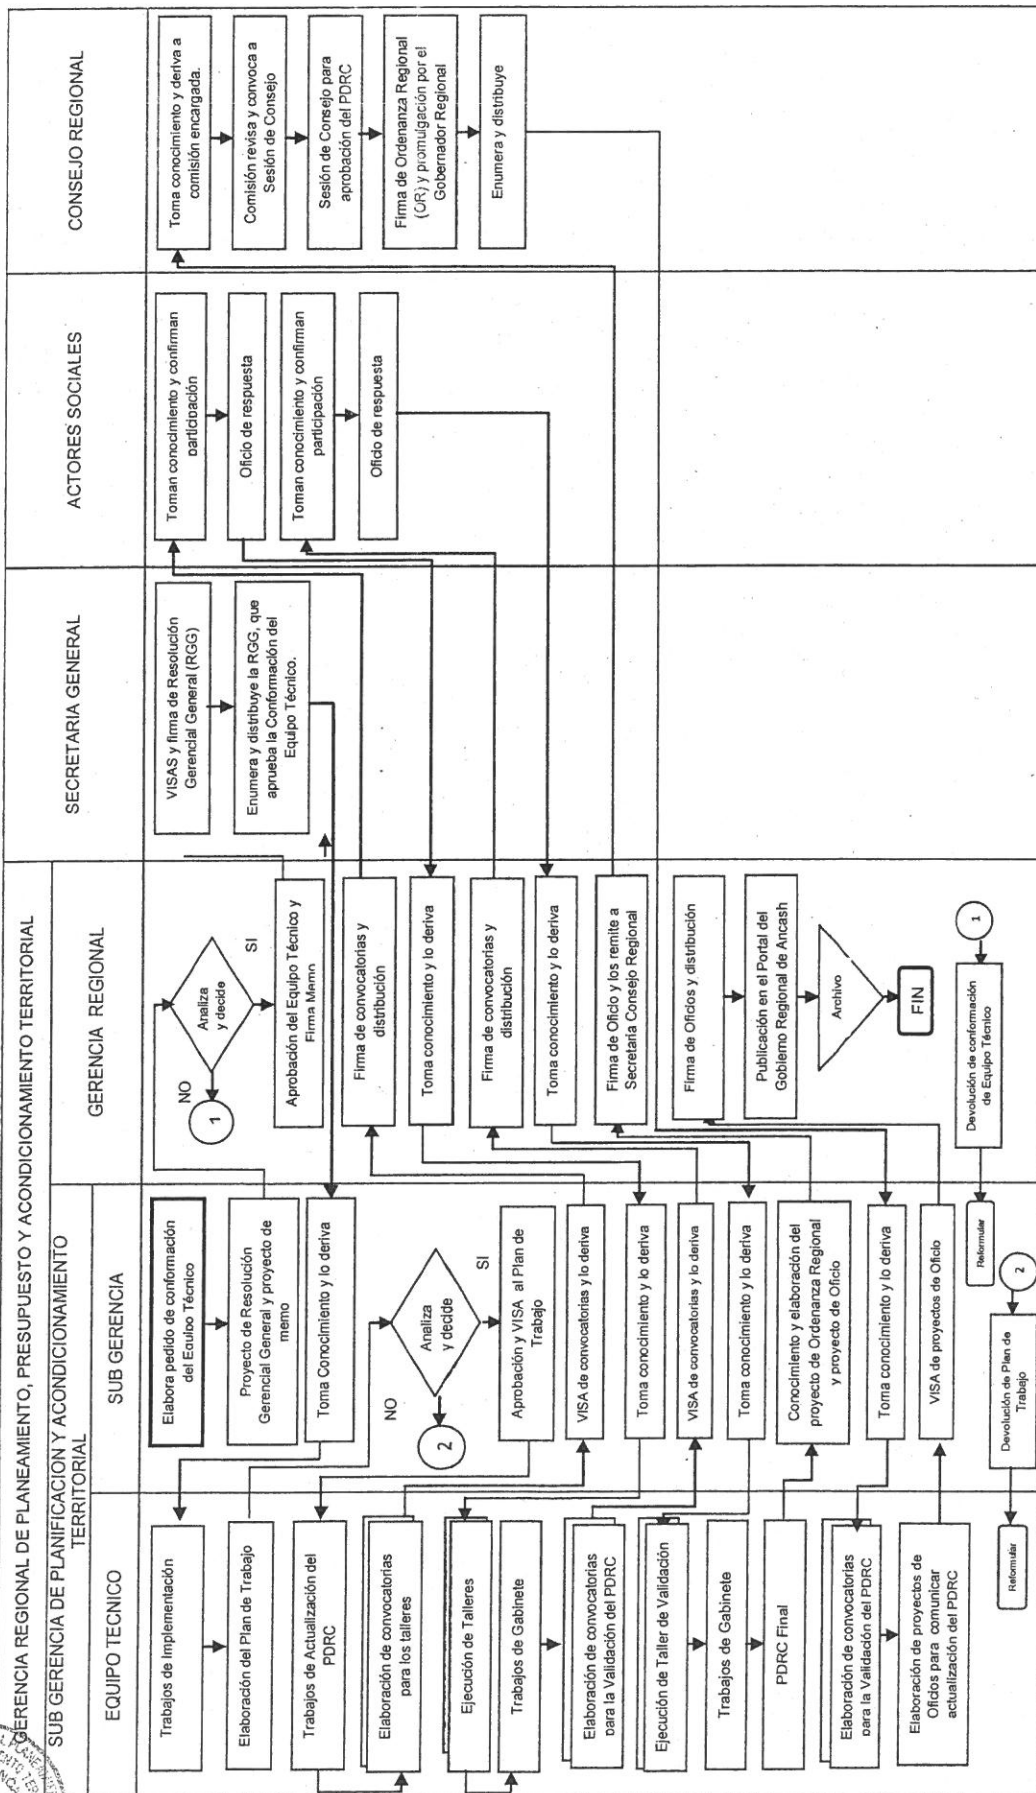 GERENCIA REGIONAL DE PLANEAMIENTO, PRESUPUESTO Y ACONDICIONAMIENTO TERRITORIAL
SUB GERENCIA DE PLANIFICACION Y ACONDICIONAMIENTO
TERRITORIAL
EQUIPO TECNICO
SUB GERENCIA
GERENCIA REGIONAL
SECRETARIA GENERAL
ACTORES SOCIALES
CONSEJO REGIONAL
Trabajos de Implementación
Elaboración del Plan de Trabajo
Trabajos de Actualización del
PDRC
Elaboración de convocatorias
para los talleres
Ejecución de Talleres
Trabajos de Gabinete
Elaboración de convocatorias
para la Validación del PDRC
Ejecución de Taller de Validación
Trabajos de Gabinete
PDRC Final
Elaboración de convocatorias
para la Validación del PDRC
Elaboración de proyectos de
Oficios para comunicar
actualización del PDRC
Reformular
Elabora pedido de conformación
del Equipo Técnico
Proyecto de Resolución
Gerencial General y proyecto de
memo
Toma Conocimiento y lo deriva
NO
Analiza
y decide
SI
2
Aprobación y VISA al Plan de
Trabajo
VISA de convocatorias y lo deriva
Toma conocimiento y lo deriva
VISA de convocatorias y lo deriva
Toma conocimiento y lo deriva
Conocimiento y elaboración del
proyecto de Ordenanza Regional
y proyecto de Oficio
Toma conocimiento y lo deriva
VISA de proyectos de Oficio
Reformular
2
Devolución de Plan de
Trabajo
NO
Analiza
y decide
SI
1
Aprobación del Equipo Técnico y
Firma Memo
Firma de convocatorias y
distribución
Toma conocimiento y lo deriva
Firma de convocatorias y
distribución
Toma conocimiento y lo deriva
Firma de Oficio y los remite a
Secretaria Consejo Regional
Firma de Oficios y distribución
Publicación en el Portal del
Gobierno Regional de Ancash
Archivo
FIN
1
Devolución de conformación
de Equipo Técnico
VISAS y firma de Resolución
Gerencial General (RGG)
Enumera y distribuye la RGG, que
aprueba la Conformación del
Equipo Técnico.
Toman conocimiento y confirman
participación
Oficio de respuesta
Toman conocimiento y confirman
participación
Oficio de respuesta
Toma conocimiento y deriva a
comisión encargada.
Comisión revisa y convoca a
Sesión de Consejo
Sesión de Consejo para
aprobación del PDRC
Firma de Ordenanza Regional
(OR) y promulgación por el
Gobernador Regional
Enumera y distribuye